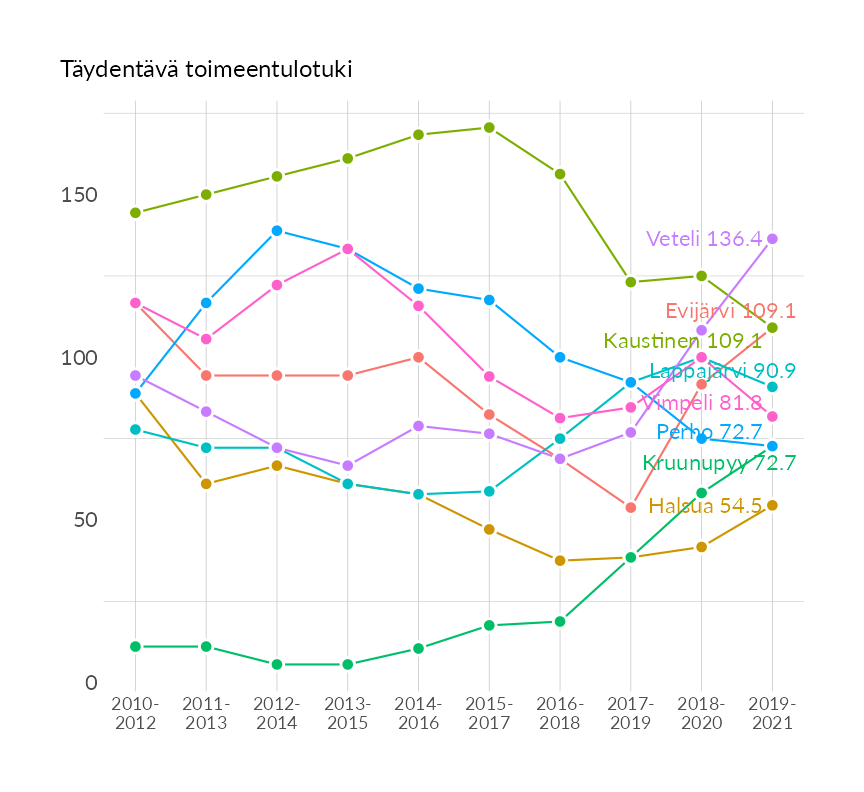 Täydentävä toimeentulotuki
150
100
50
0
Veteli 136.4
Evijärvi 109.1
Kaustinen 109.1
Lappajärvi 90.9
Vimpeli 81.8
Perho 72.7
Kruunupyy 72.7
Halsua 54.5
2010- 2011- 2012- 2013- 2014- 2015- 2016- 2017- 2018- 2019-
2012 2013 2014 2015 2016 2017 2018 2019 2020 2021